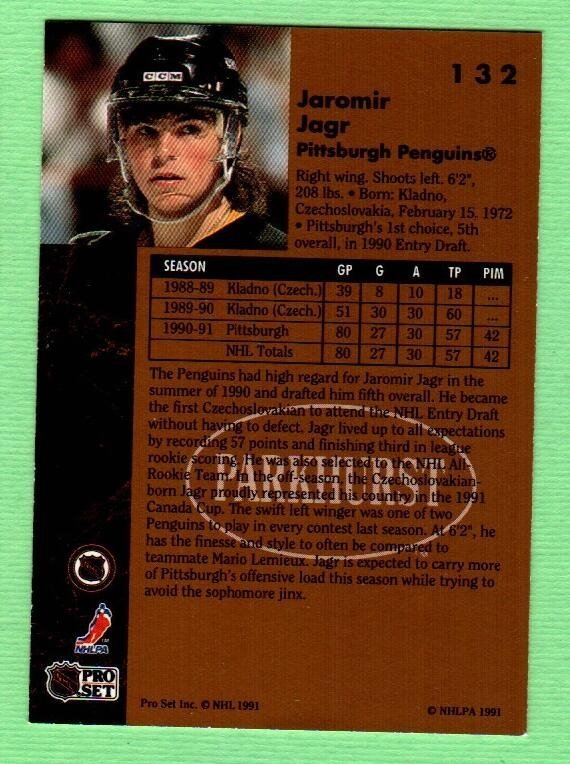 132
CCM
Jaromir
Jagr
Pittsburgh Penguins®
Right wing. Shoots left. 6'2",
208 lbs. • Born: Kladno,
Czechoslovakia, February 15, 1972
• Pittsburgh's 1st choice, 5th
overall, in 1990 Entry Draft.
SEASON GP G A TP PIM
1988-89 Kladno (Czech.) 39 8 10 18 ...
1989-90 Kladno (Czech.) 51 30 30 60 ...
1990-91 Pittsburgh 80 27 30 57 42
NHL Totals 80 27 30 57 42
The Penguins had high regard for Jaromir Jagr in the
summer of 1990 and drafted him fifth overall. He became
the first Czechoslovakian to attend the NHL Entry Draft
without having to defect. Jagr lived up to all expectations
by recording 57 points and finishing third in league
rookie scoring. He was also selected to the NHL All-
Rookie Team. In the off-season, the Czechoslovakian-
born Jagr proudly represented his country in the 1991
Canada Cup. The swift left winger was one of two
Penguins to play in every contest last season. At 6'2", he
has the finesse and style to often be compared to
teammate Mario Lemieux. Jagr is expected to carry more
of Pittsburgh's offensive load this season while trying to
avoid the sophomore jinx.
PARKHURST
NHL
NHLPA
NHL
PRO
SET
Pro Set Inc. © NHL 1991
© NHLPA 1991